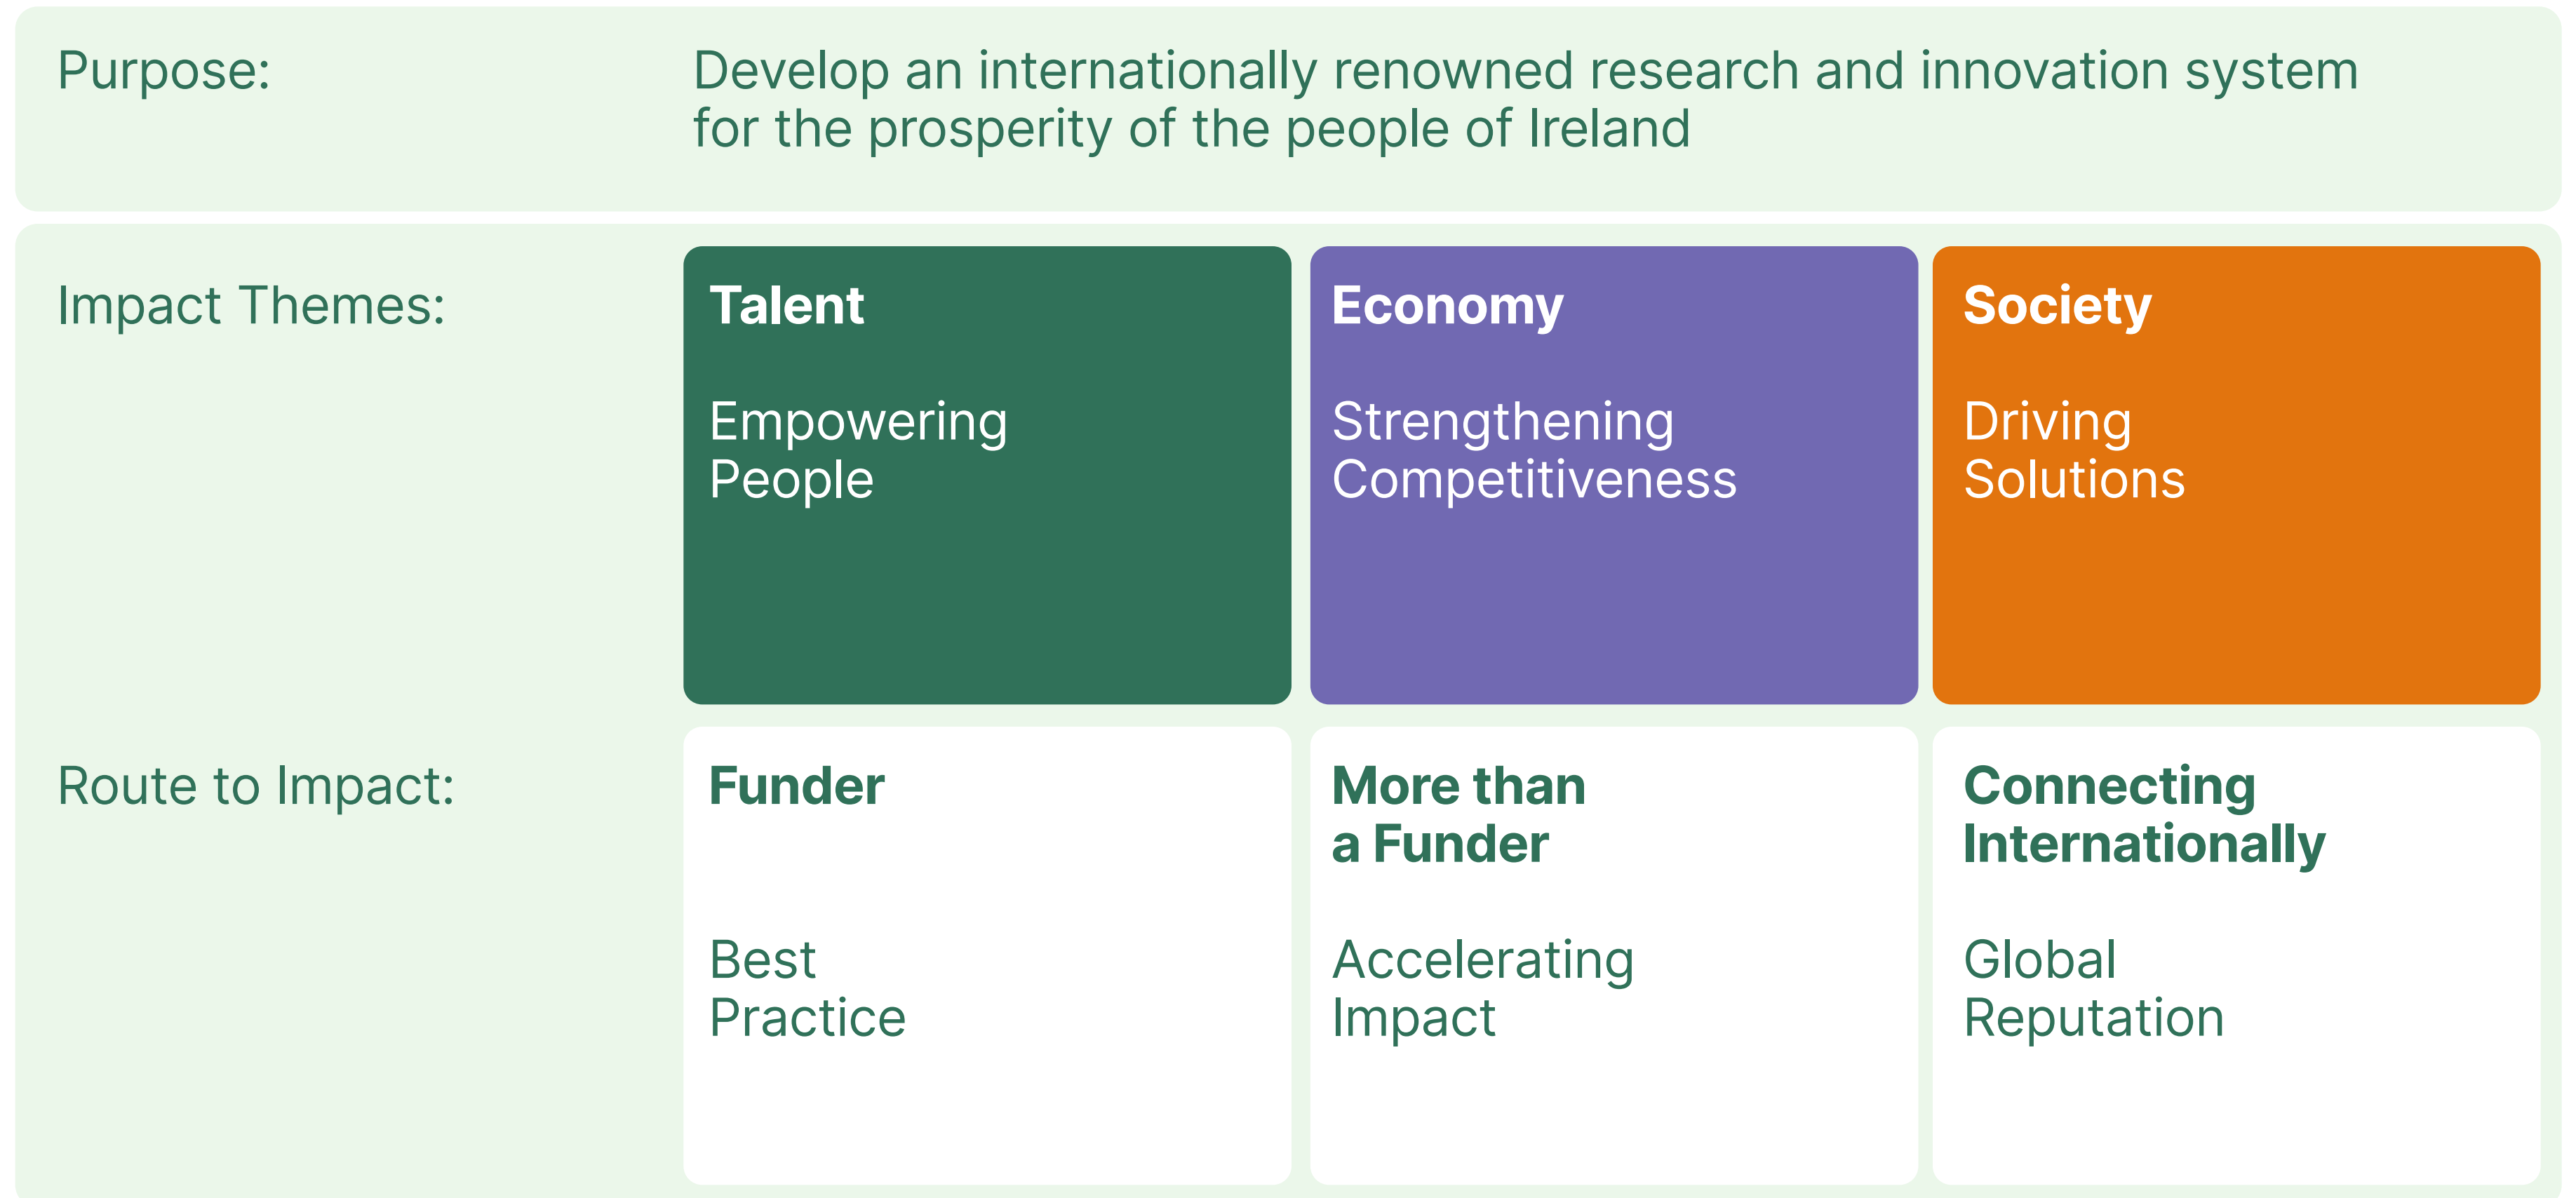 Purpose:
Develop an internationally renowned research and innovation system
for the prosperity of the people of Ireland
Impact Themes:
Talent
Empowering
People
Economy
Strengthening
Competitiveness
Society
Driving
Solutions
Route to Impact:
Funder
Best
Practice
More than
a Funder
Accelerating
Impact
Connecting
Internationally
Global
Reputation